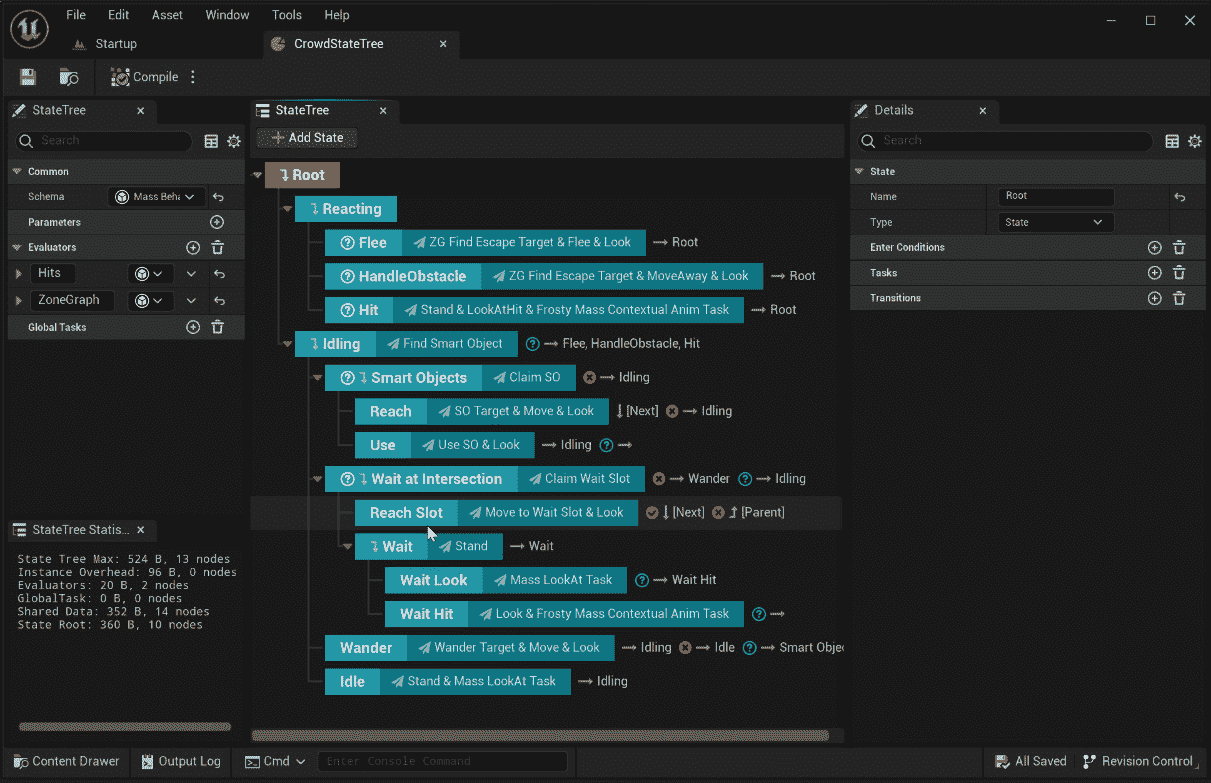 File Edit Asset Window Tools Help
Startup
CrowdStateTree
Compile
StateTree
Search
Common
Schema
Mass Beha
Parameters
Evaluators
Hits
ZoneGraph
Global Tasks
StateTree Statis...
State Tree Max: 524 B, 13 nodes
Instance Overhead: 96 B, 0 nodes
Evaluators: 20 B, 2 nodes
GlobalTask: 0 B, 0 nodes
Shared Data: 352 B, 14 nodes
State Root: 360 B, 10 nodes
StateTree
Add State
Root
Reacting
Flee ZG Find Escape Target & Flee & Look Root
HandleObstacle ZG Find Escape Target & MoveAway & Look Root
Hit Stand & LookAtHit & Frosty Mass Contextual Anim Task Root
Idling Find Smart Object Flee, HandleObstacle, Hit
Smart Objects Claim SO Idling
Reach SO Target & Move & Look [Next] Idling
Use Use SO & Look Idling
Wait at Intersection Claim Wait Slot Wander Idling
Reach Slot Move to Wait Slot & Look [Next] [Parent]
Wait Stand Wait
Wait Look Mass LookAt Task Wait Hit
Wait Hit Look & Frosty Mass Contextual Anim Task
Wander Wander Target & Move & Look Idling Idle Smart Obje
Idle Stand & Mass LookAt Task Idling
Details
Search
State
Name Root
Type State
Enter Conditions
Tasks
Transitions
Content Drawer Output Log Cmd Enter Console Command All Saved Revision Control